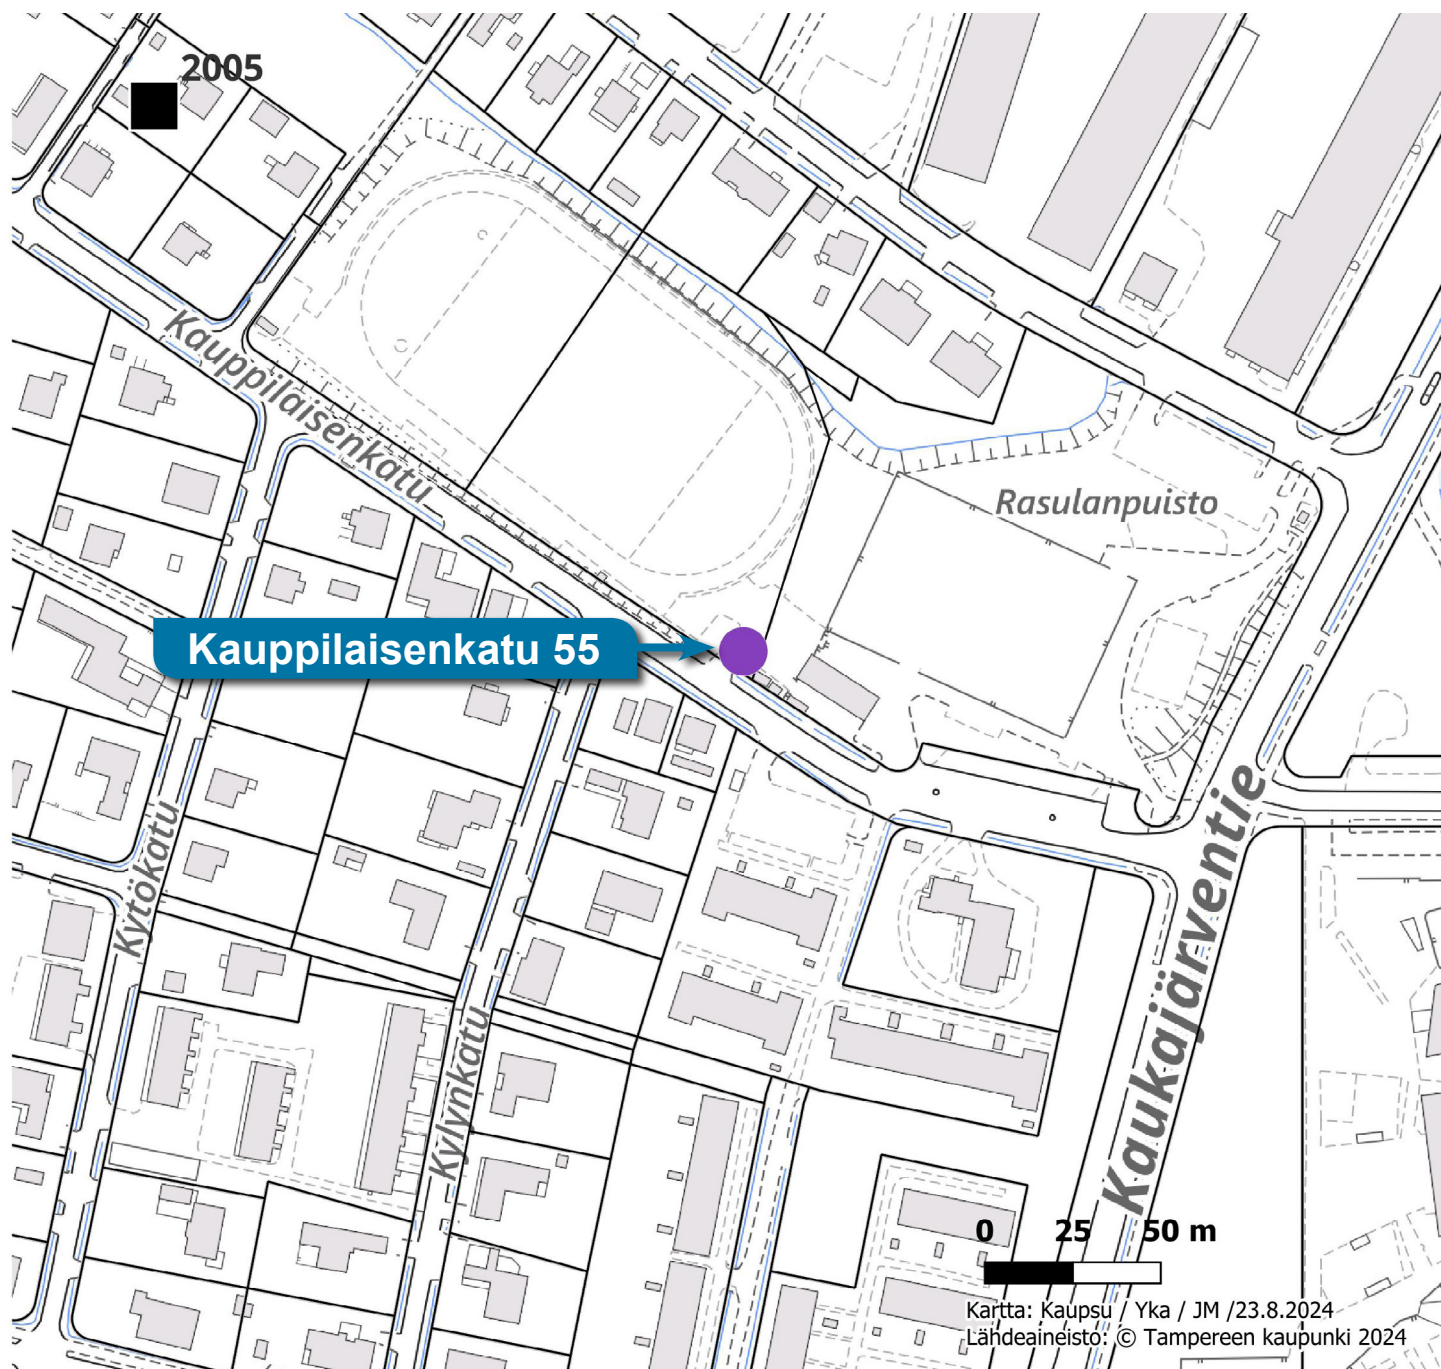 2005
Kauppilaisenkatu
Rasulanpuisto
Kauppilaisenkatu 55
Kytökatu
Kylynkatu
Kaukajärventie
0 25 50 m
Kartta: Kaupsu / Yka / JM /23.8.2024
Lähdeaineisto: © Tampereen kaupunki 2024